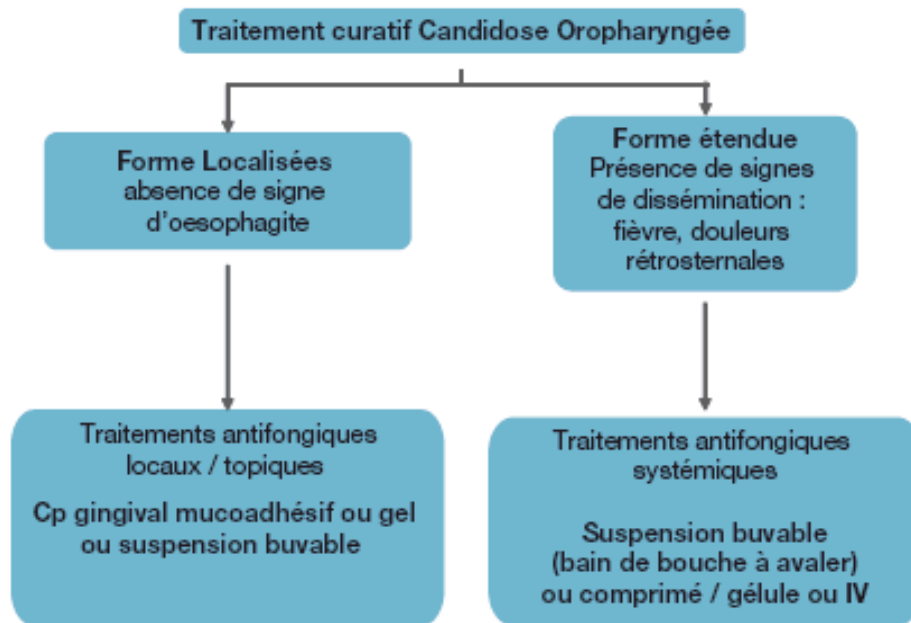 Traitement curatif Candidose Oropharyngée
Forme Localisées
absence de signe
d'oesophagite
Forme étendue
Présence de signes
de dissémination :
fièvre, douleurs
rétrosternales
Traitements antifongiques
locaux / topiques
Cp gingival mucoadhésif ou gel
ou suspension buvable
Traitements antifongiques
systémiques
Suspension buvable
(bain de bouche à avaler)
ou comprimé / gélule ou IV